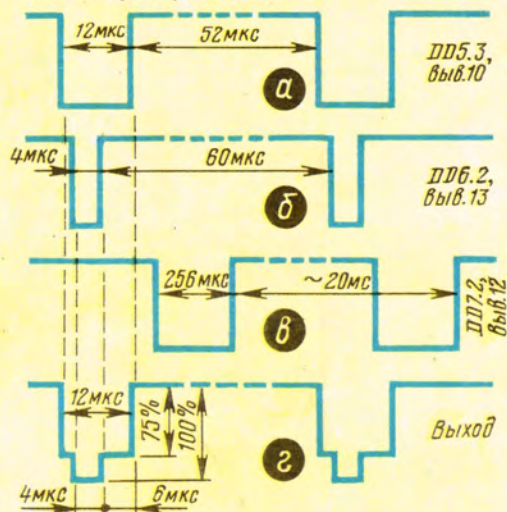 12мкс
52мкс
DD5.3,
выв.10
а
4мкс
60мкс
DD6.2,
выв.13
б
256мкс
~20мс
DD7.2,
выв.12
в
12мкс
75%
100%
Выход
г
4мкс
6мкс